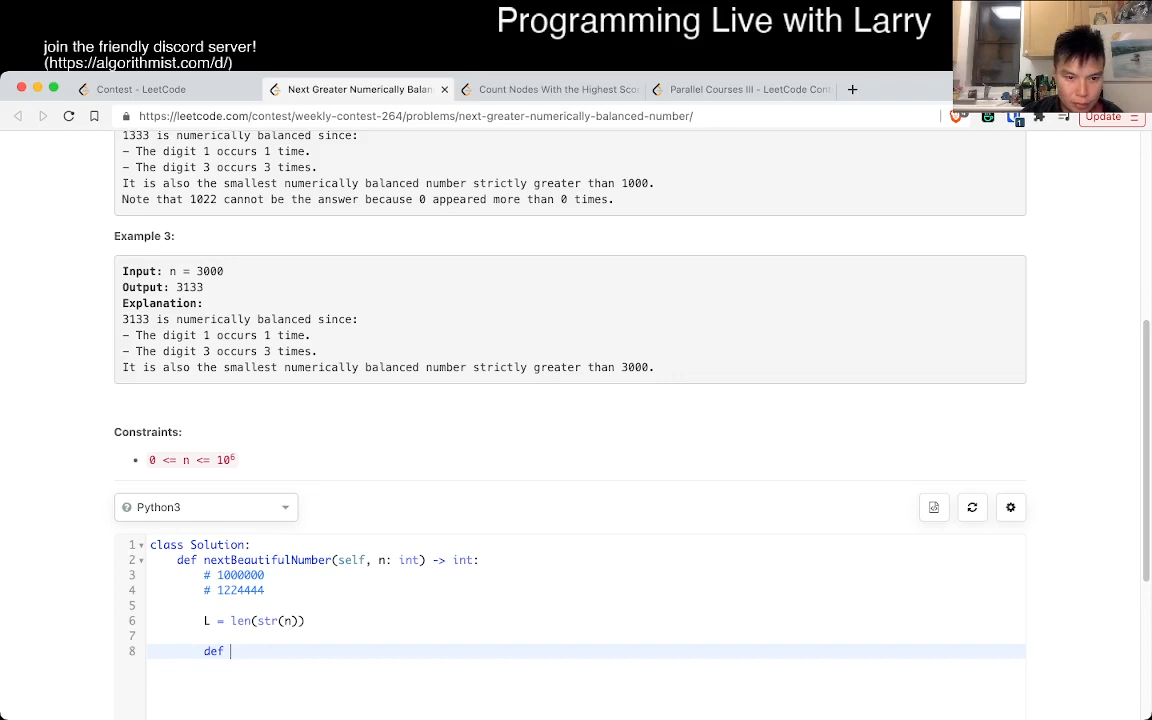 Programming Live with Larry
join the friendly discord server!
(https://algorithmist.com/d/)
Contest - LeetCode
Next Greater Numerically Balan
Count Nodes With the Highest Sco
Parallel Courses III - LeetCode Cont
https://leetcode.com/contest/weekly-contest-264/problems/next-greater-numerically-balanced-number/
1
Update
1333 is numerically balanced since:
- The digit 1 occurs 1 time.
- The digit 3 occurs 3 times.
It is also the smallest numerically balanced number strictly greater than 1000.
Note that 1022 cannot be the answer because 0 appeared more than 0 times.
Example 3:
Input: n = 3000
Output: 3133
Explanation:
3133 is numerically balanced since:
- The digit 1 occurs 1 time.
- The digit 3 occurs 3 times.
It is also the smallest numerically balanced number strictly greater than 3000.
Constraints:
• 0 <= n <= 10⁶
Python3
1 class Solution:
2 def nextBeautifulNumber(self, n: int) -> int:
3 # 1000000
4 # 1224444
5
6 L = len(str(n))
7
8 def